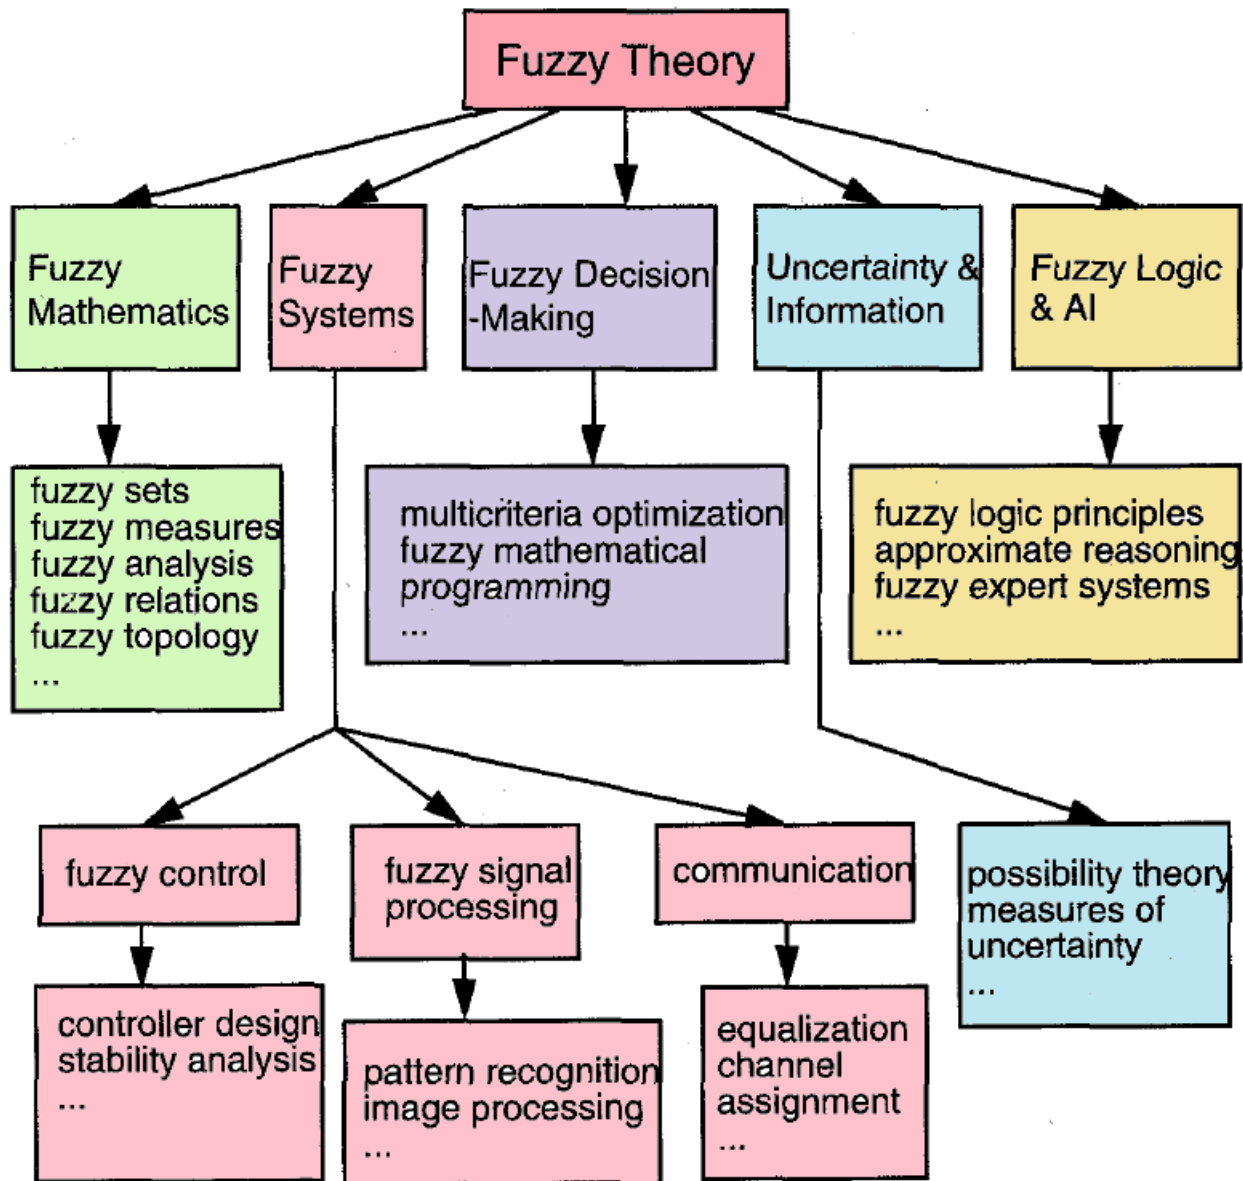 Fuzzy Theory
Fuzzy
Mathematics
Fuzzy
Systems
Fuzzy Decision
-Making
Uncertainty &
Information
Fuzzy Logic
& AI
fuzzy sets
fuzzy measures
fuzzy analysis
fuzzy relations
fuzzy topology
...
multicriteria optimization
fuzzy mathematical
programming
...
fuzzy logic principles
approximate reasoning
fuzzy expert systems
...
fuzzy control
fuzzy signal
processing
communication
possibility theory
measures of
uncertainty
...
controller design
stability analysis
...
pattern recognition
image processing
...
equalization
channel
assignment
...